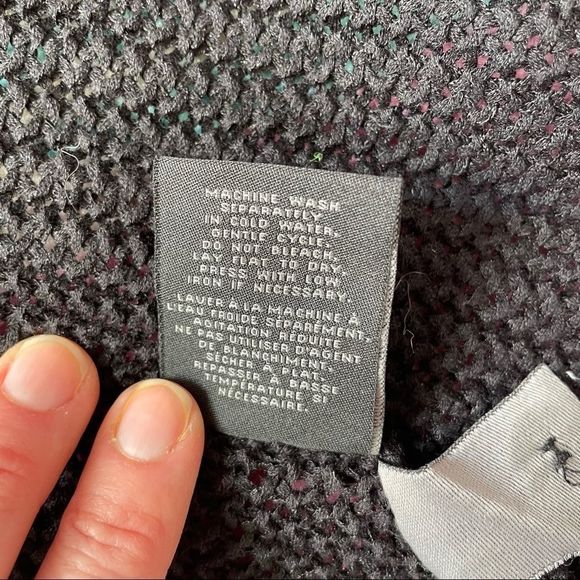 MACHINE WASH
SEPARATELY
IN COLD WATER,
GENTLE CYCLE.
DO NOT BLEACH.
LAY FLAT TO DRY.
PRESS WITH LOW
IRON IF NECESSARY.
LAVER À LA MACHINE À
L'EAU FROIDE SÉPARÉMENT,
AGITATION RÉDUITE
NE PAS UTILISER D'AGENT
DE BLANCHIMENT.
SÉCHER À PLAT.
REPASSER À BASSE
TEMPÉRATURE SI
NÉCESSAIRE.